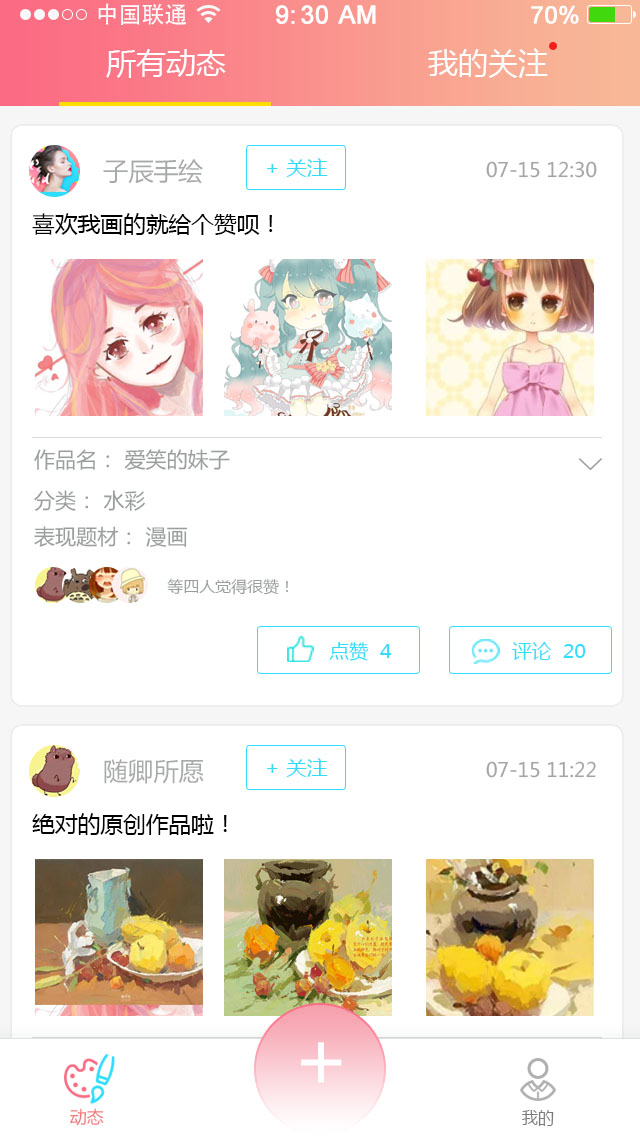 中国联通 9:30 AM 70%
所有动态 我的关注
子辰手绘 + 关注 07-15 12:30
喜欢我画的就给个赞呗！
作品名： 爱笑的妹子
分类： 水彩
表现题材： 漫画
等四人觉得很赞！
点赞 4 评论 20
随卿所愿 + 关注 07-15 11:22
绝对的原创作品啦！
动态 我的